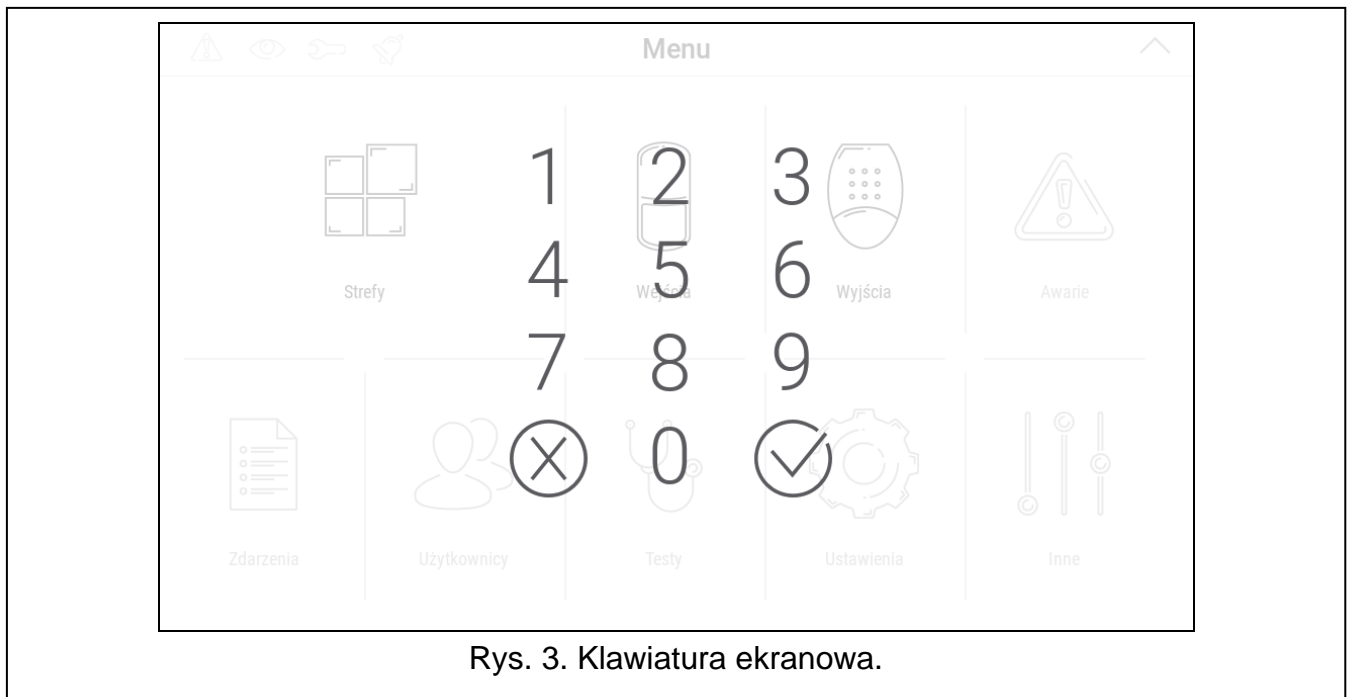 Menu
1 2 3
Strefy
4 5 6
Wejścia Wyjścia Awarie
7 8 9
0
Zdarzenia Użytkownicy Testy Ustawienia Inne
Rys. 3. Klawiatura ekranowa.